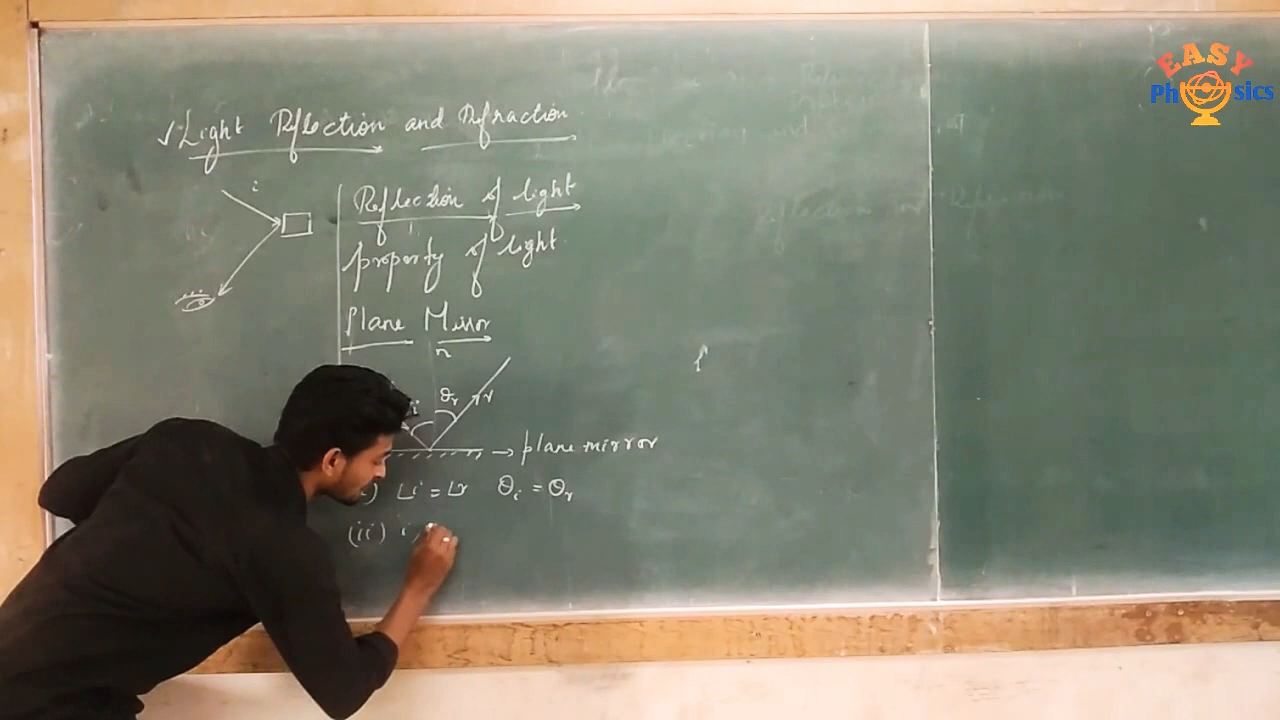 EASY
Physics
Light Reflection and Refraction
i
Reflection of light
property of light
plane Mirror
n
i θr r
→ plane mirror
∠i = ∠r θi = θr
(ii) i,